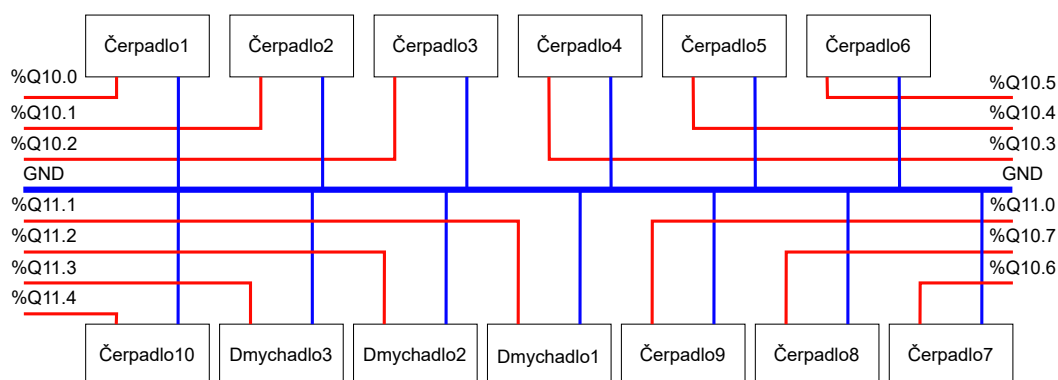 Čerpadlo1
Čerpadlo2
Čerpadlo3
Čerpadlo4
Čerpadlo5
Čerpadlo6
%Q10.0
%Q10.5
%Q10.1
%Q10.4
%Q10.2
%Q10.3
GND
GND
%Q11.1
%Q11.0
%Q11.2
%Q10.7
%Q11.3
%Q10.6
%Q11.4
Čerpadlo10
Dmychadlo3
Dmychadlo2
Dmychadlo1
Čerpadlo9
Čerpadlo8
Čerpadlo7